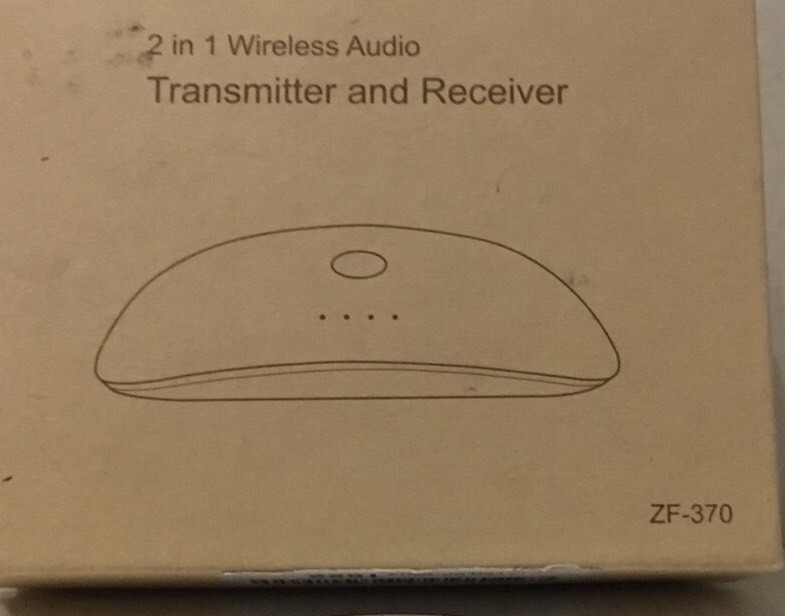 2 in 1 Wireless Audio
Transmitter and Receiver
ZF-370